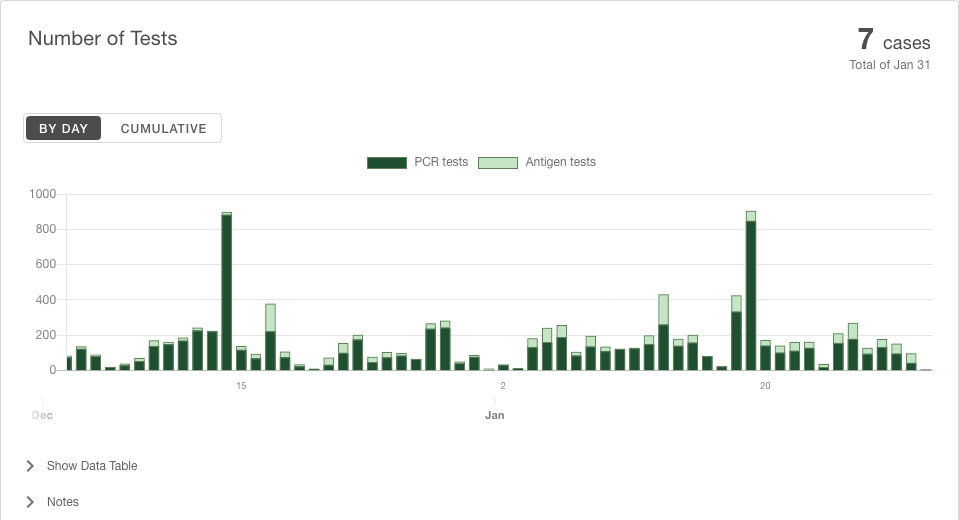 Number of Tests
7 cases
Total of Jan 31
BY DAY
CUMULATIVE
PCR tests
Antigen tests
1000
800
600
400
200
0
15
2
20
Dec
Jan
Show Data Table
Notes